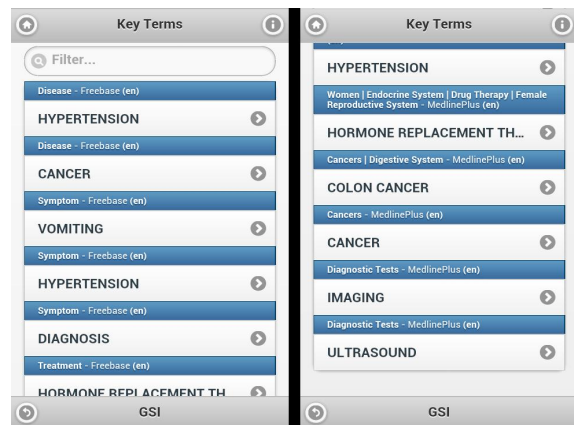 Key Terms
Filter...
Disease - Freebase (en)
HYPERTENSION
Disease - Freebase (en)
CANCER
Symptom - Freebase (en)
VOMITING
Symptom - Freebase (en)
HYPERTENSION
Symptom - Freebase (en)
DIAGNOSIS
Treatment - Freebase (en)
HORMONE REPLACEMENT TH
GSI
Key Terms
HYPERTENSION
Women | Endocrine System | Drug Therapy | Female
Reproductive System - MedlinePlus (en)
HORMONE REPLACEMENT TH...
Cancers | Digestive System - MedlinePlus (en)
COLON CANCER
Cancers - MedlinePlus (en)
CANCER
Diagnostic Tests - MedlinePlus (en)
IMAGING
Diagnostic Tests - MedlinePlus (en)
ULTRASOUND
GSI